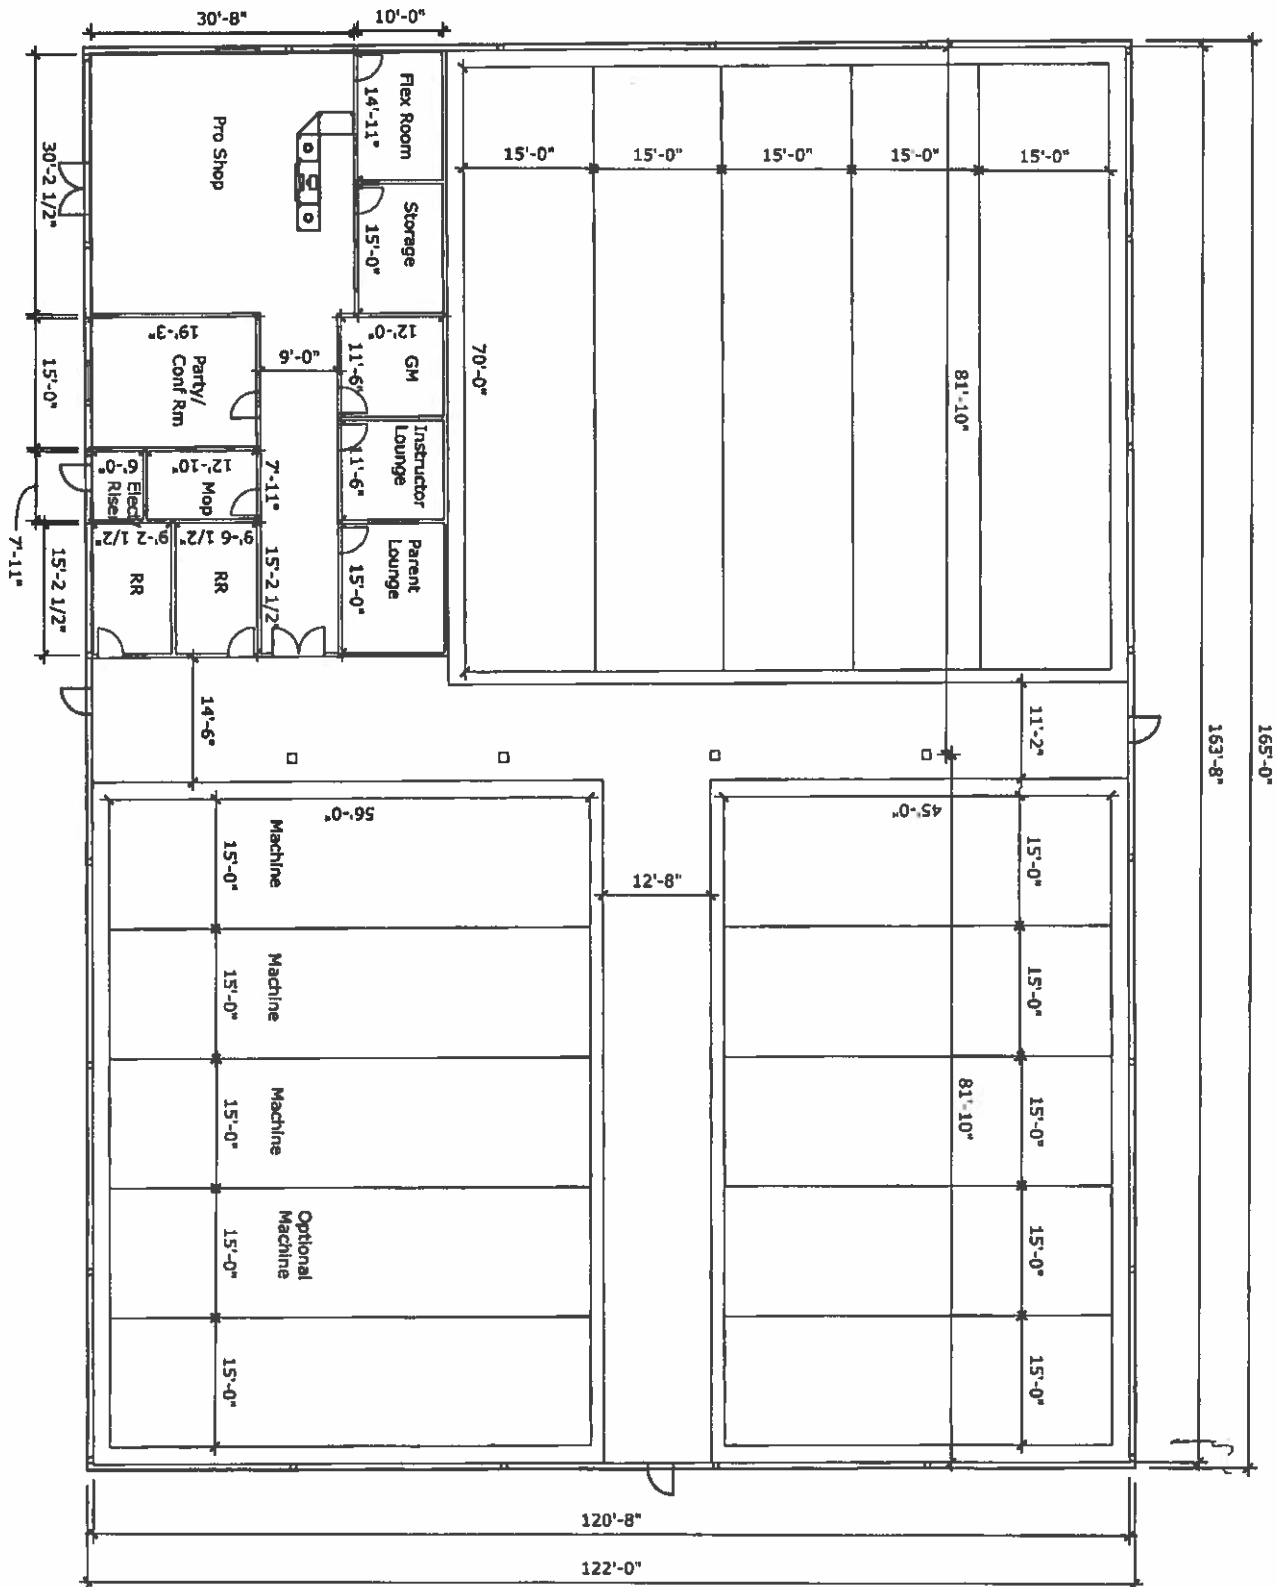 30'-8"
10'-0"
Flex Room
14'-11"
Pro Shop
Storage
15'-0"
30'-2 1/2"
15'-0"
15'-0"
15'-0"
15'-0"
15'-0"
70'-0"
81'-10"
163'-8"
165'-0"
19'-3"
Party/
Conf Rm
15'-0"
9'-0"
12'-0"
GM
11'-6"
Instructor
Lounge
11'-6"
Parent
Lounge
15'-0"
6'-0"
Elec
Riser
12'-10"
Mop
7'-11"
7'-11"
9'-2 1/2"
RR
9'-6 1/2"
RR
15'-2 1/2"
15'-2 1/2"
14'-6"
11'-2"
56'-0"
45'-0"
12'-8"
Machine
15'-0"
Machine
15'-0"
Machine
15'-0"
Optional
Machine
15'-0"
15'-0"
15'-0"
15'-0"
15'-0"
15'-0"
15'-0"
81'-10"
120'-8"
122'-0"